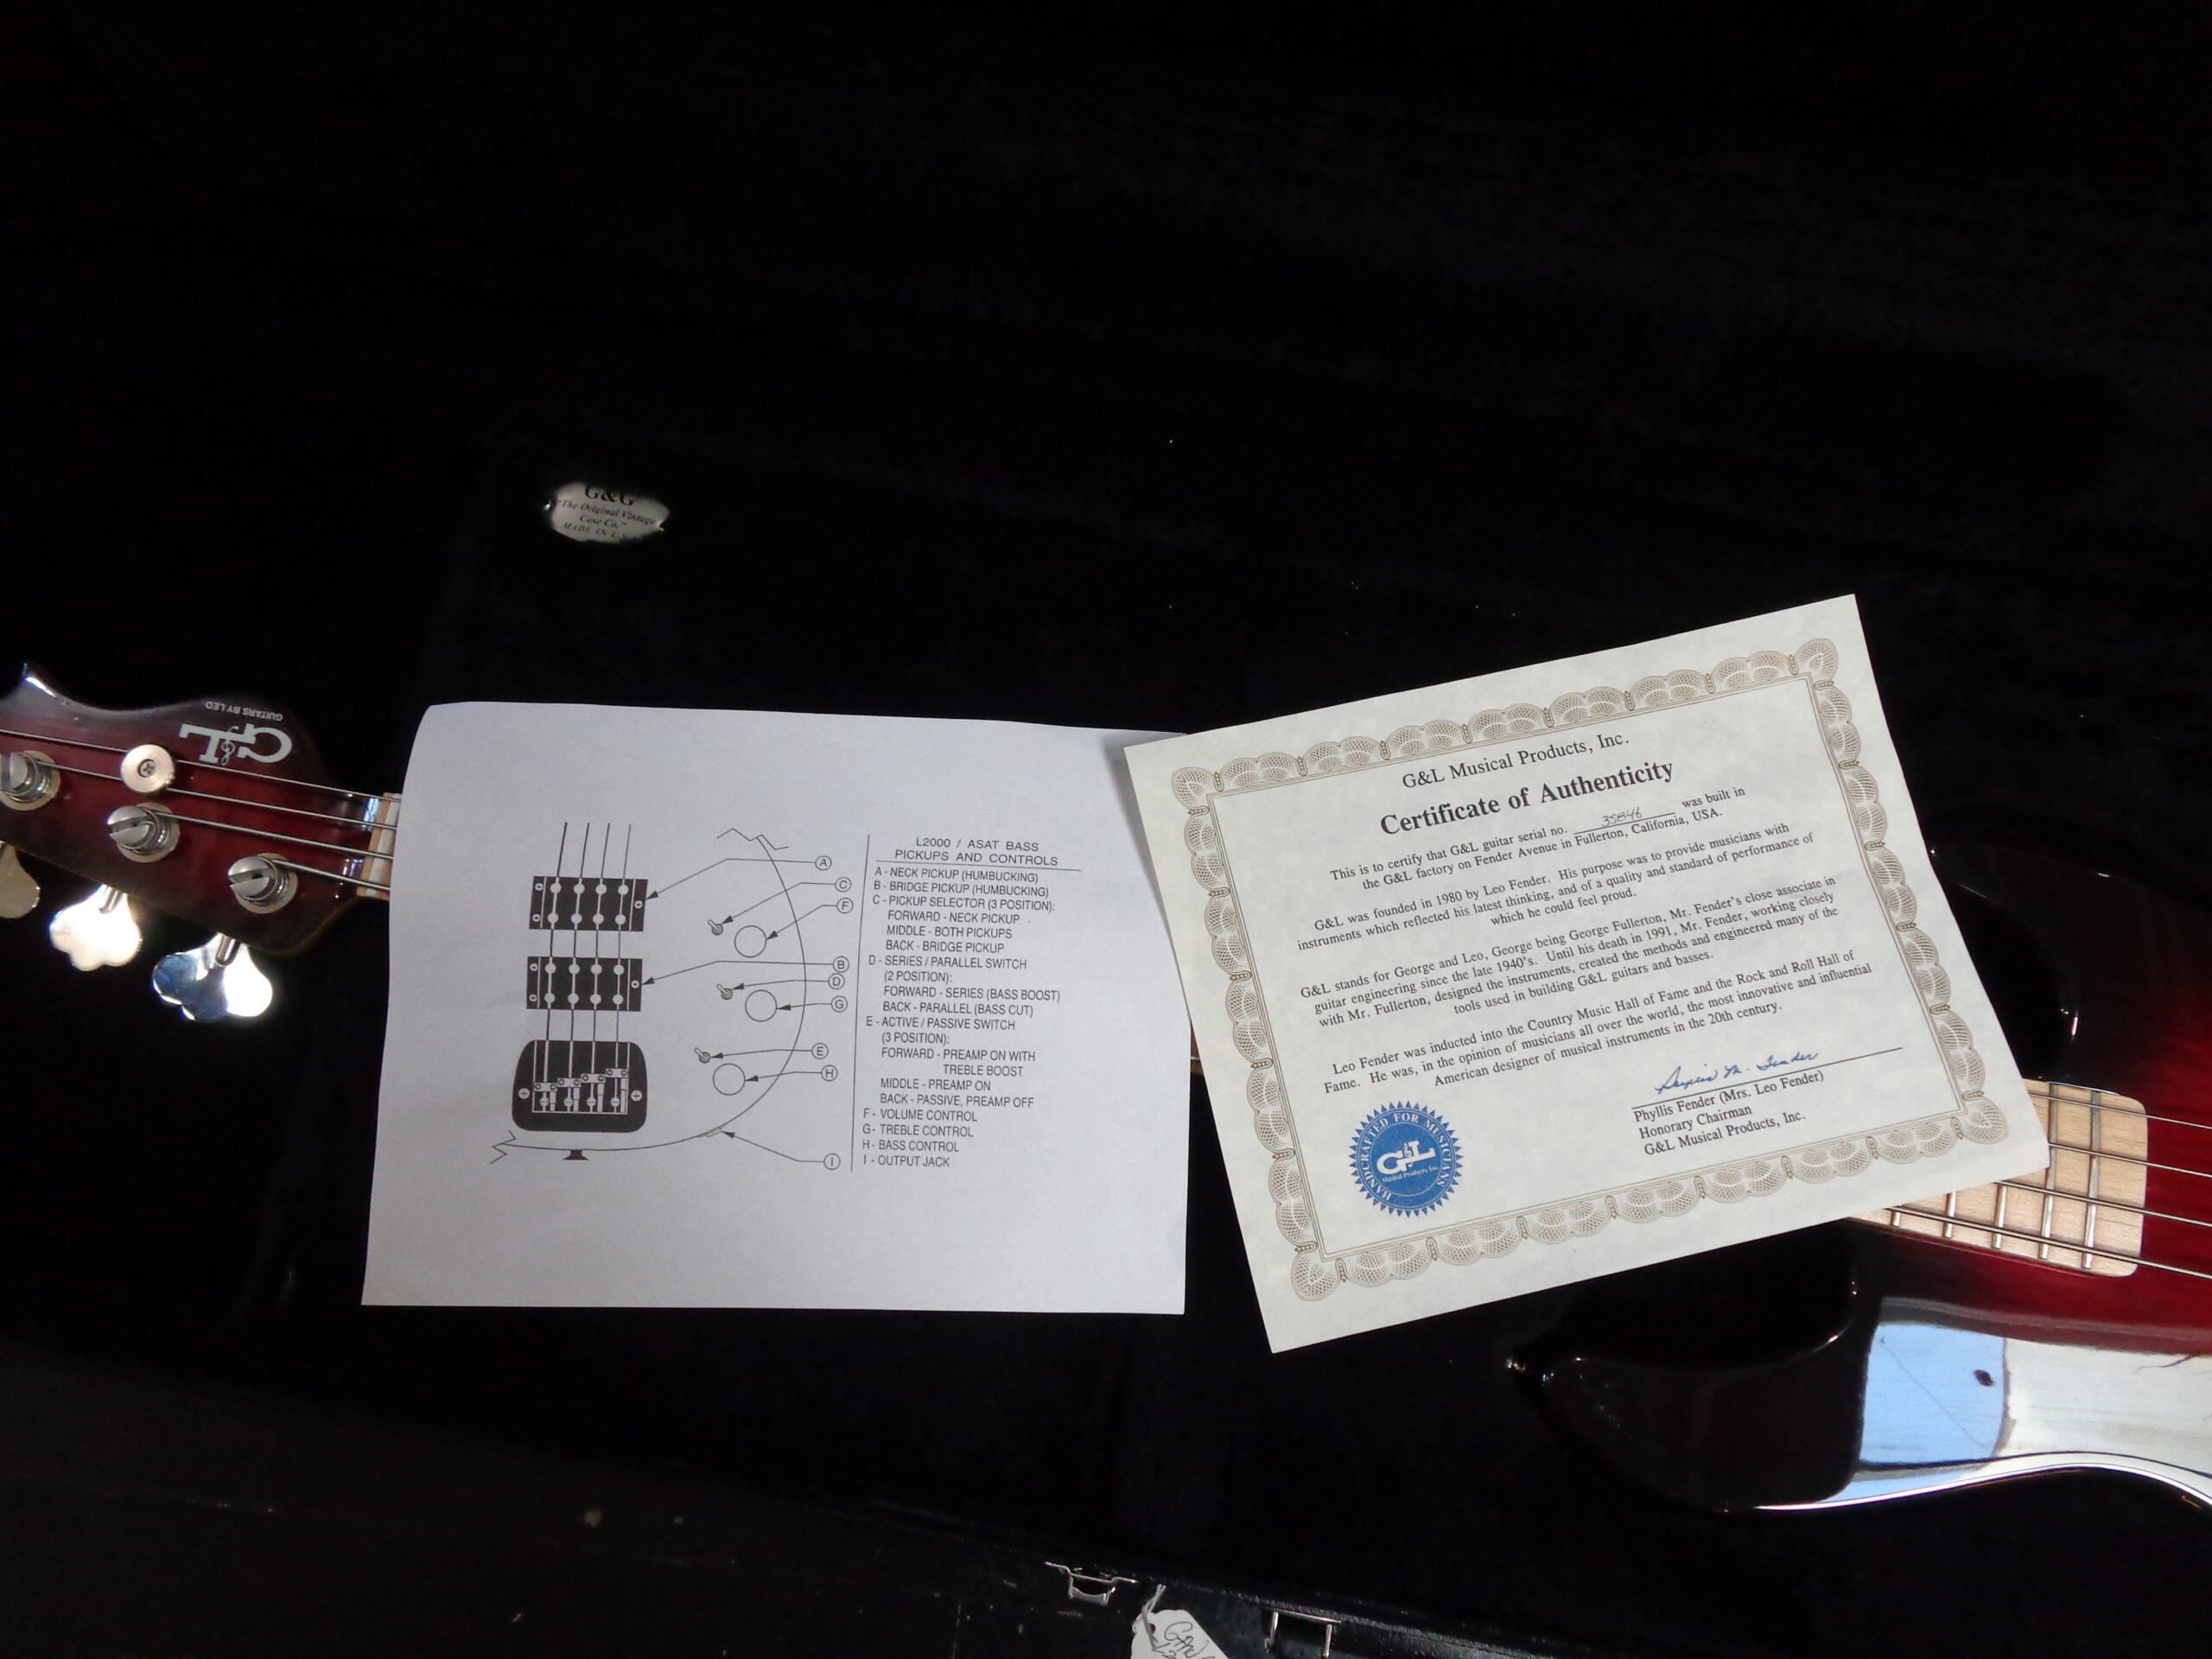 G&G
"The Original Vintage
Case Co."
MADE IN U.S.
G&L
GUITARS BY LEO
L2000 / ASAT BASS
PICKUPS AND CONTROLS
A - NECK PICKUP (HUMBUCKING)
B - BRIDGE PICKUP (HUMBUCKING)
C - PICKUP SELECTOR (3 POSITION):
FORWARD - NECK PICKUP
MIDDLE - BOTH PICKUPS
BACK - BRIDGE PICKUP
D - SERIES / PARALLEL SWITCH
(2 POSITION):
FORWARD - SERIES (BASS BOOST)
BACK - PARALLEL (BASS CUT)
E - ACTIVE / PASSIVE SWITCH
(3 POSITION):
FORWARD - PREAMP ON WITH
TREBLE BOOST
MIDDLE - PREAMP ON
BACK - PASSIVE, PREAMP OFF
F - VOLUME CONTROL
G - TREBLE CONTROL
H - BASS CONTROL
I - OUTPUT JACK
A
C
F
B
D
G
E
H
I
G&L Musical Products, Inc.
Certificate of Authenticity
This is to certify that G&L guitar serial no. 35846 was built in
the G&L factory on Fender Avenue in Fullerton, California, USA.
G&L was founded in 1980 by Leo Fender. His purpose was to provide musicians with
instruments which reflected his latest thinking, and of a quality and standard of performance of
which he could feel proud.
G&L stands for George and Leo, George being George Fullerton, Mr. Fender's close associate in
guitar engineering since the late 1940's. Until his death in 1991, Mr. Fender, working closely
with Mr. Fullerton, designed the instruments, created the methods and engineered many of the
tools used in building G&L guitars and basses.
Leo Fender was inducted into the Country Music Hall of Fame and the Rock and Roll Hall of
Fame. He was, in the opinion of musicians all over the world, the most innovative and influential
American designer of musical instruments in the 20th century.
Phyllis M. Fender
Phyllis Fender (Mrs. Leo Fender)
Honorary Chairman
G&L Musical Products, Inc.
HANDCRAFTED FOR MUSICIANS
G&L
Musical Products, Inc.